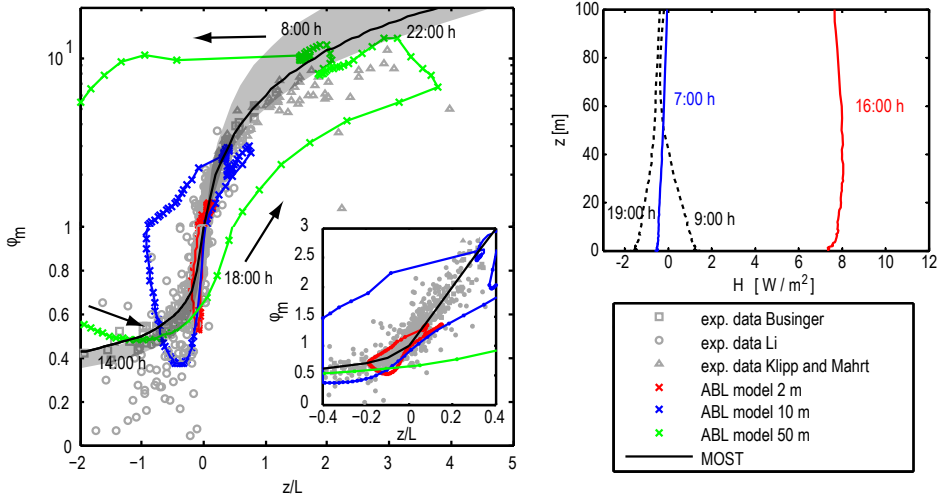 8:00 h
22:00 h
18:00 h
14:00 h
φm
10¹
1
0.8
0.6
0.4
0.2
0
−2
−1
0
1
2
3
4
5
z/L
φm
3
2.5
2
1.5
1
0.5
0
−0.4
−0.2
0
0.2
0.4
z/L
z [m]
100
80
60
40
20
0
7:00 h
16:00 h
19:00 h
9:00 h
−2
0
2
4
6
8
10
12
H [ W / m²]
exp. data Businger
exp. data Li
exp. data Klipp and Mahrt
ABL model 2 m
ABL model 10 m
ABL model 50 m
MOST